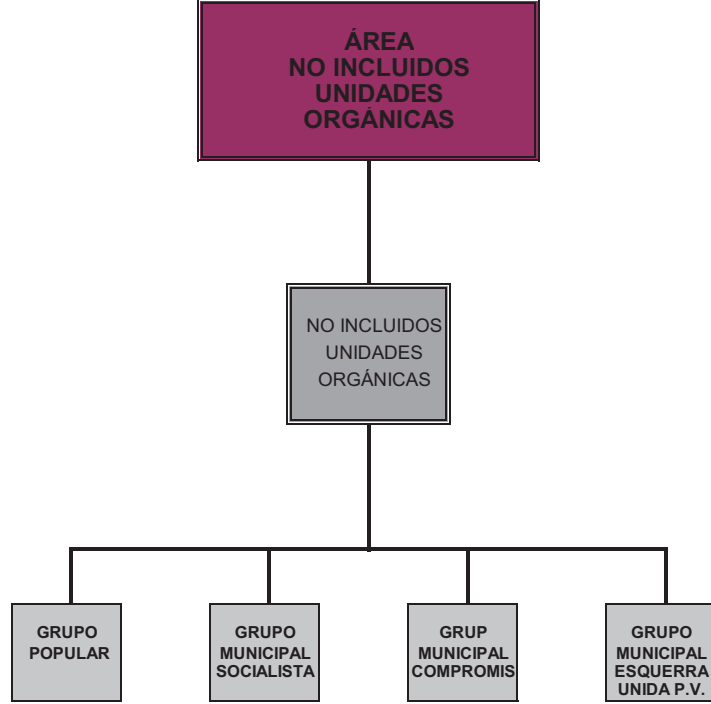 ÁREA
NO INCLUIDOS
UNIDADES
ORGÁNICAS
NO INCLUIDOS
UNIDADES
ORGÁNICAS
GRUPO
POPULAR
GRUPO
MUNICIPAL
SOCIALISTA
GRUP
MUNICIPAL
COMPROMIS
GRUPO
MUNICIPAL
ESQUERRA
UNIDA P.V.